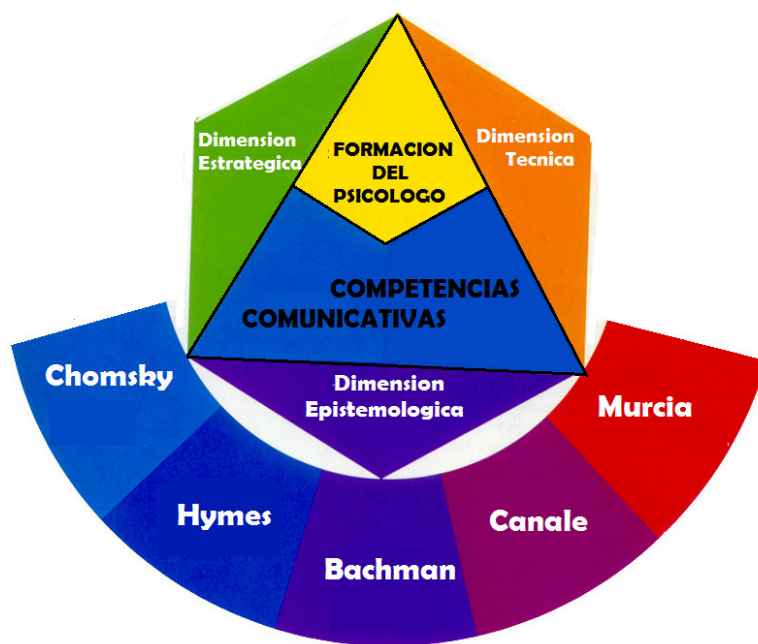 Dimension
Estrategica
FORMACION
DEL
PSICOLOGO
Dimension
Tecnica
COMPETENCIAS
COMUNICATIVAS
Dimension
Epistemologica
Chomsky
Hymes
Bachman
Canale
Murcia